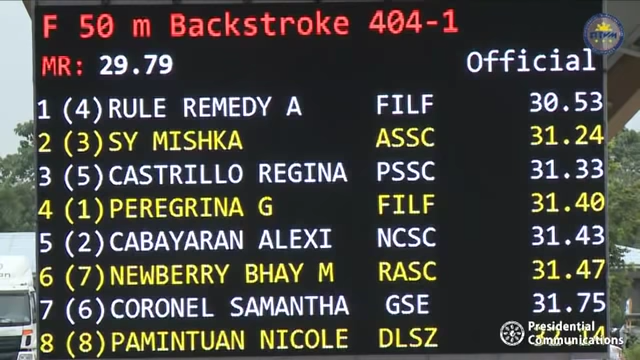 F 50 m Backstroke 404-1
MR: 29.79 Official
1 (4) RULE REMEDY A FILF 30.53
2 (3) SY MISHKA ASSC 31.24
3 (5) CASTRILLO REGINA PSSC 31.33
4 (1) PEREGRINA G FILF 31.40
5 (2) CABAYARAN ALEXI NCSC 31.43
6 (7) NEWBERRY BHAY M RASC 31.47
7 (6) CORONEL SAMANTHA GSE 31.75
8 (8) PAMINTUAN NICOLE DLSZ
Presidential
Communications